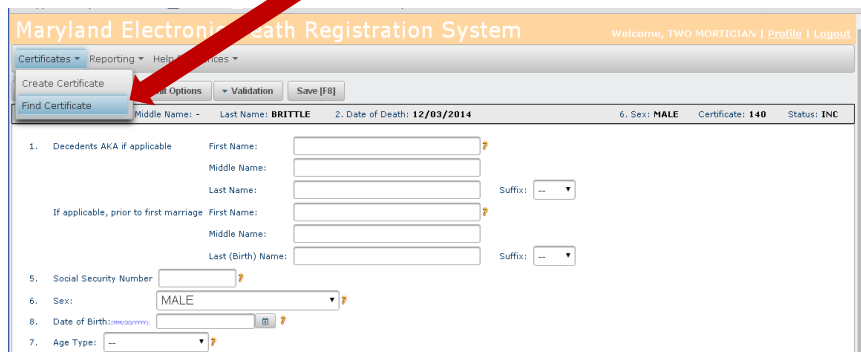 Maryland Electroni Death Registration System
Welcome, TWO MORTICIAN | Profile | Logout
Certificates Reporting Help
Create Certificate
Options Validation Save [F8]
Find Certificate
Middle Name: - Last Name: BRITTLE 2. Date of Death: 12/03/2014 6. Sex: MALE Certificate: 140 Status: INC
1. Decedents AKA if applicable First Name: ?
Middle Name:
Last Name: Suffix: --
If applicable, prior to first marriage First Name: ?
Middle Name:
Last (Birth) Name: Suffix: --
5. Social Security Number ?
6. Sex: MALE ?
8. Date of Birth:(MM/DD/YYYY): ?
7. Age Type: -- ?